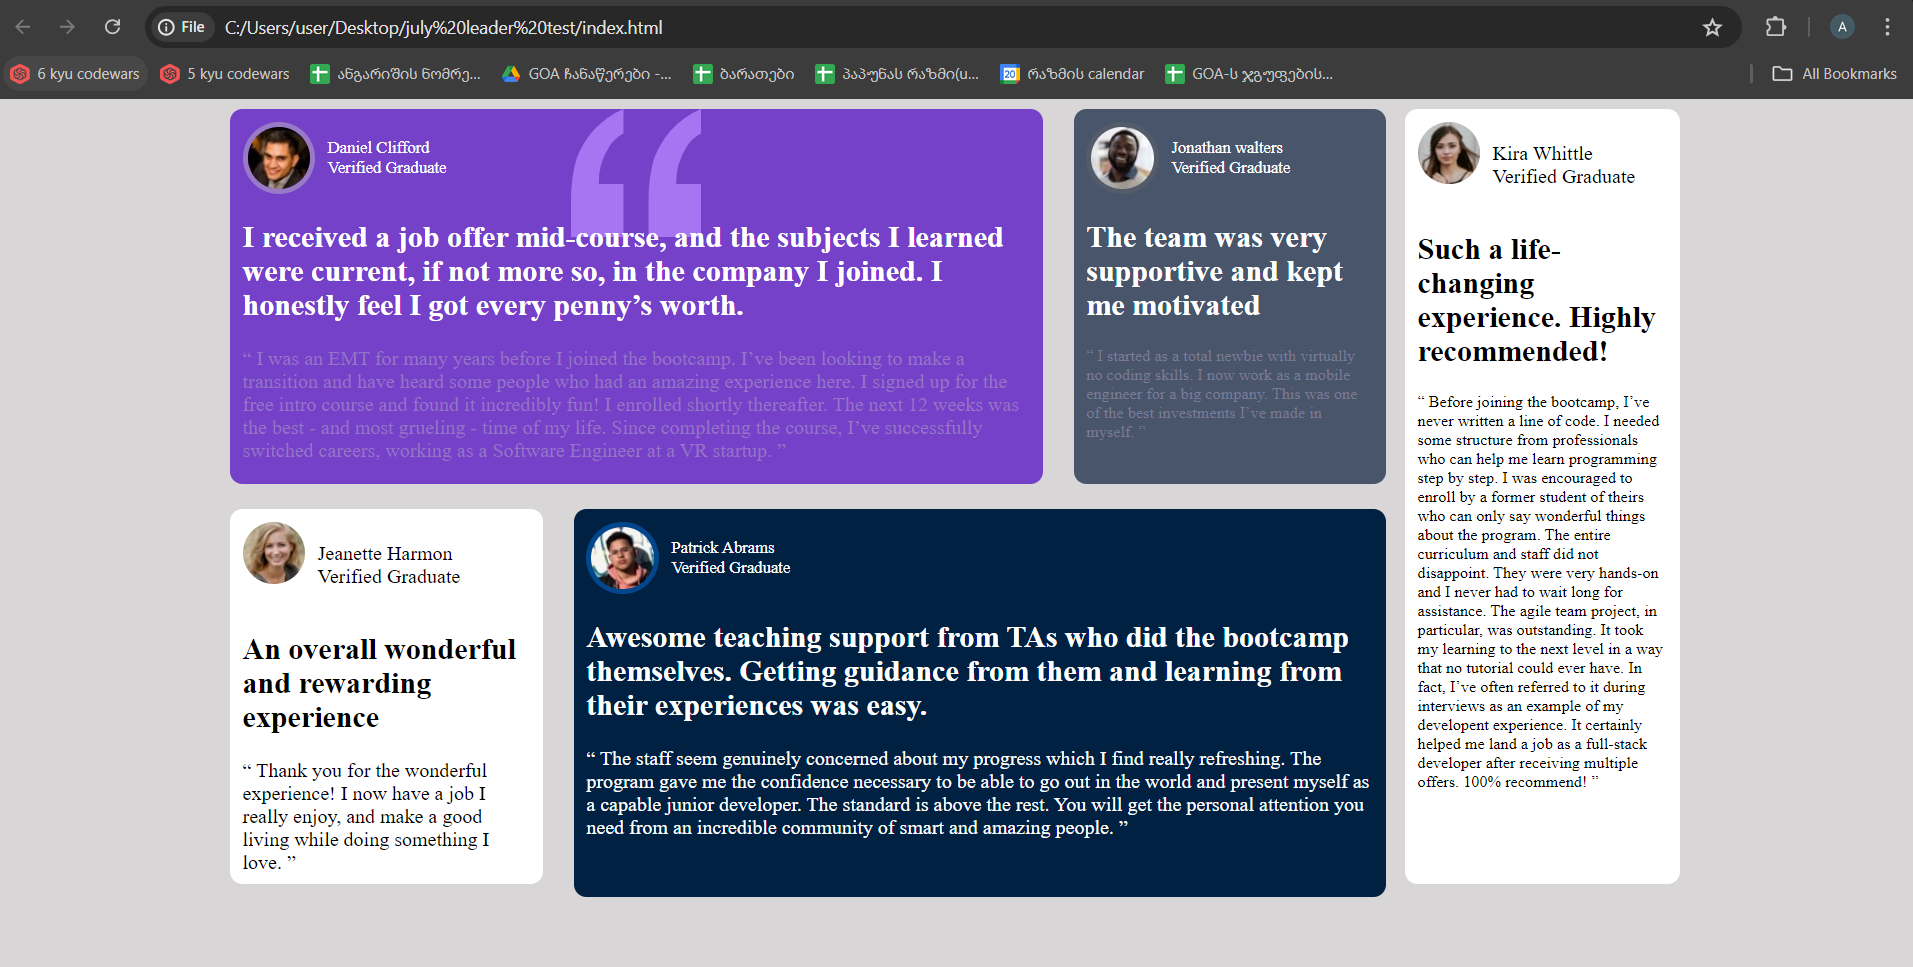 File C:/Users/user/Desktop/july%20leader%20test/index.html A
6 kyu codewars 5 kyu codewars ანგარიშის ნომრე... GOA ჩანაწერები -... ბარათები პაპუნას რაზმი(u... 20 რაზმის calendar GOA-ს ჯგუფების... All Bookmarks
Daniel Clifford
Verified Graduate
“
I received a job offer mid-course, and the subjects I learned
were current, if not more so, in the company I joined. I
honestly feel I got every penny’s worth.
“ I was an EMT for many years before I joined the bootcamp. I’ve been looking to make a
transition and have heard some people who had an amazing experience here. I signed up for the
free intro course and found it incredibly fun! I enrolled shortly thereafter. The next 12 weeks was
the best - and most grueling - time of my life. Since completing the course, I’ve successfully
switched careers, working as a Software Engineer at a VR startup. ”
Jonathan walters
Verified Graduate
The team was very
supportive and kept
me motivated
“ I started as a total newbie with virtually
no coding skills. I now work as a mobile
engineer for a big company. This was one
of the best investments I’ve made in
myself. ”
Kira Whittle
Verified Graduate
Such a life-
changing
experience. Highly
recommended!
“ Before joining the bootcamp, I’ve
never written a line of code. I needed
some structure from professionals
who can help me learn programming
step by step. I was encouraged to
enroll by a former student of theirs
who can only say wonderful things
about the program. The entire
curriculum and staff did not
disappoint. They were very hands-on
and I never had to wait long for
assistance. The agile team project, in
particular, was outstanding. It took
my learning to the next level in a way
that no tutorial could ever have. In
fact, I’ve often referred to it during
interviews as an example of my
developent experience. It certainly
helped me land a job as a full-stack
developer after receiving multiple
offers. 100% recommend! ”
Jeanette Harmon
Verified Graduate
An overall wonderful
and rewarding
experience
“ Thank you for the wonderful
experience! I now have a job I
really enjoy, and make a good
living while doing something I
love. ”
Patrick Abrams
Verified Graduate
Awesome teaching support from TAs who did the bootcamp
themselves. Getting guidance from them and learning from
their experiences was easy.
“ The staff seem genuinely concerned about my progress which I find really refreshing. The
program gave me the confidence necessary to be able to go out in the world and present myself as
a capable junior developer. The standard is above the rest. You will get the personal attention you
need from an incredible community of smart and amazing people. ”